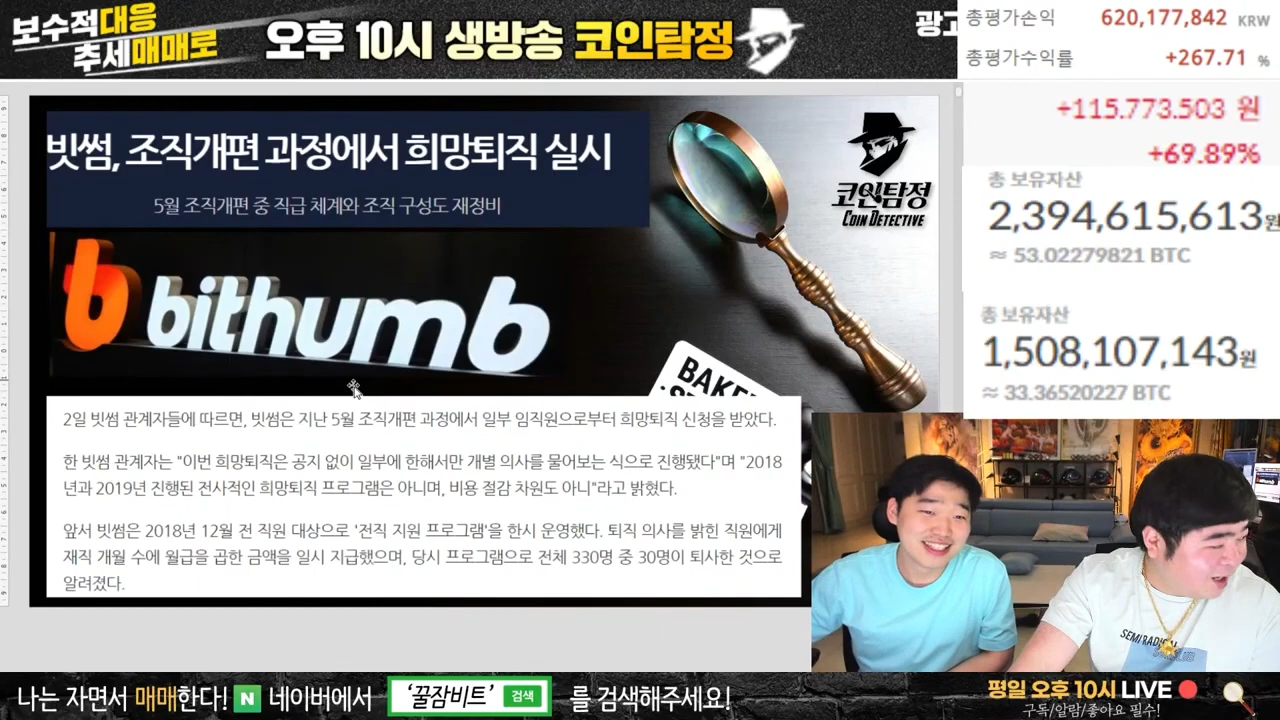 보수적대응
추세매매로
오후 10시 생방송 코인탐정
광고
총평가손익 620,177,842 KRW
총평가수익률 +267.71 %
+115.773.503 원
+69.89%
총 보유자산
2,394,615,613원
≈ 53.02279821 BTC
총 보유자산
1,508,107,143원
≈ 33.36520227 BTC
빗썸, 조직개편 과정에서 희망퇴직 실시
5월 조직개편 중 직급 체계와 조직 구성도 재정비
코인탐정
COIN DETECTIVE
b bithumb
BAKE
2일 빗썸 관계자들에 따르면, 빗썸은 지난 5월 조직개편 과정에서 일부 임직원으로부터 희망퇴직 신청을 받았다.
한 빗썸 관계자는 "이번 희망퇴직은 공지 없이 일부에 한해서만 개별 의사를 물어보는 식으로 진행됐다"며 "2018
년과 2019년 진행된 전사적인 희망퇴직 프로그램은 아니며, 비용 절감 차원도 아니"라고 밝혔다.
앞서 빗썸은 2018년 12월 전 직원 대상으로 '전직 지원 프로그램'을 한시 운영했다. 퇴직 의사를 밝힌 직원에게
재직 개월 수에 월급을 곱한 금액을 일시 지급했으며, 당시 프로그램으로 전체 330명 중 30명이 퇴사한 것으로
알려졌다.
SEMI RADICAL
나는 자면서 매매한다! N 네이버에서 '꿀잠비트' 검색 를 검색해주세요!
평일 오후 10시 LIVE
구독/알람/좋아요 필수!